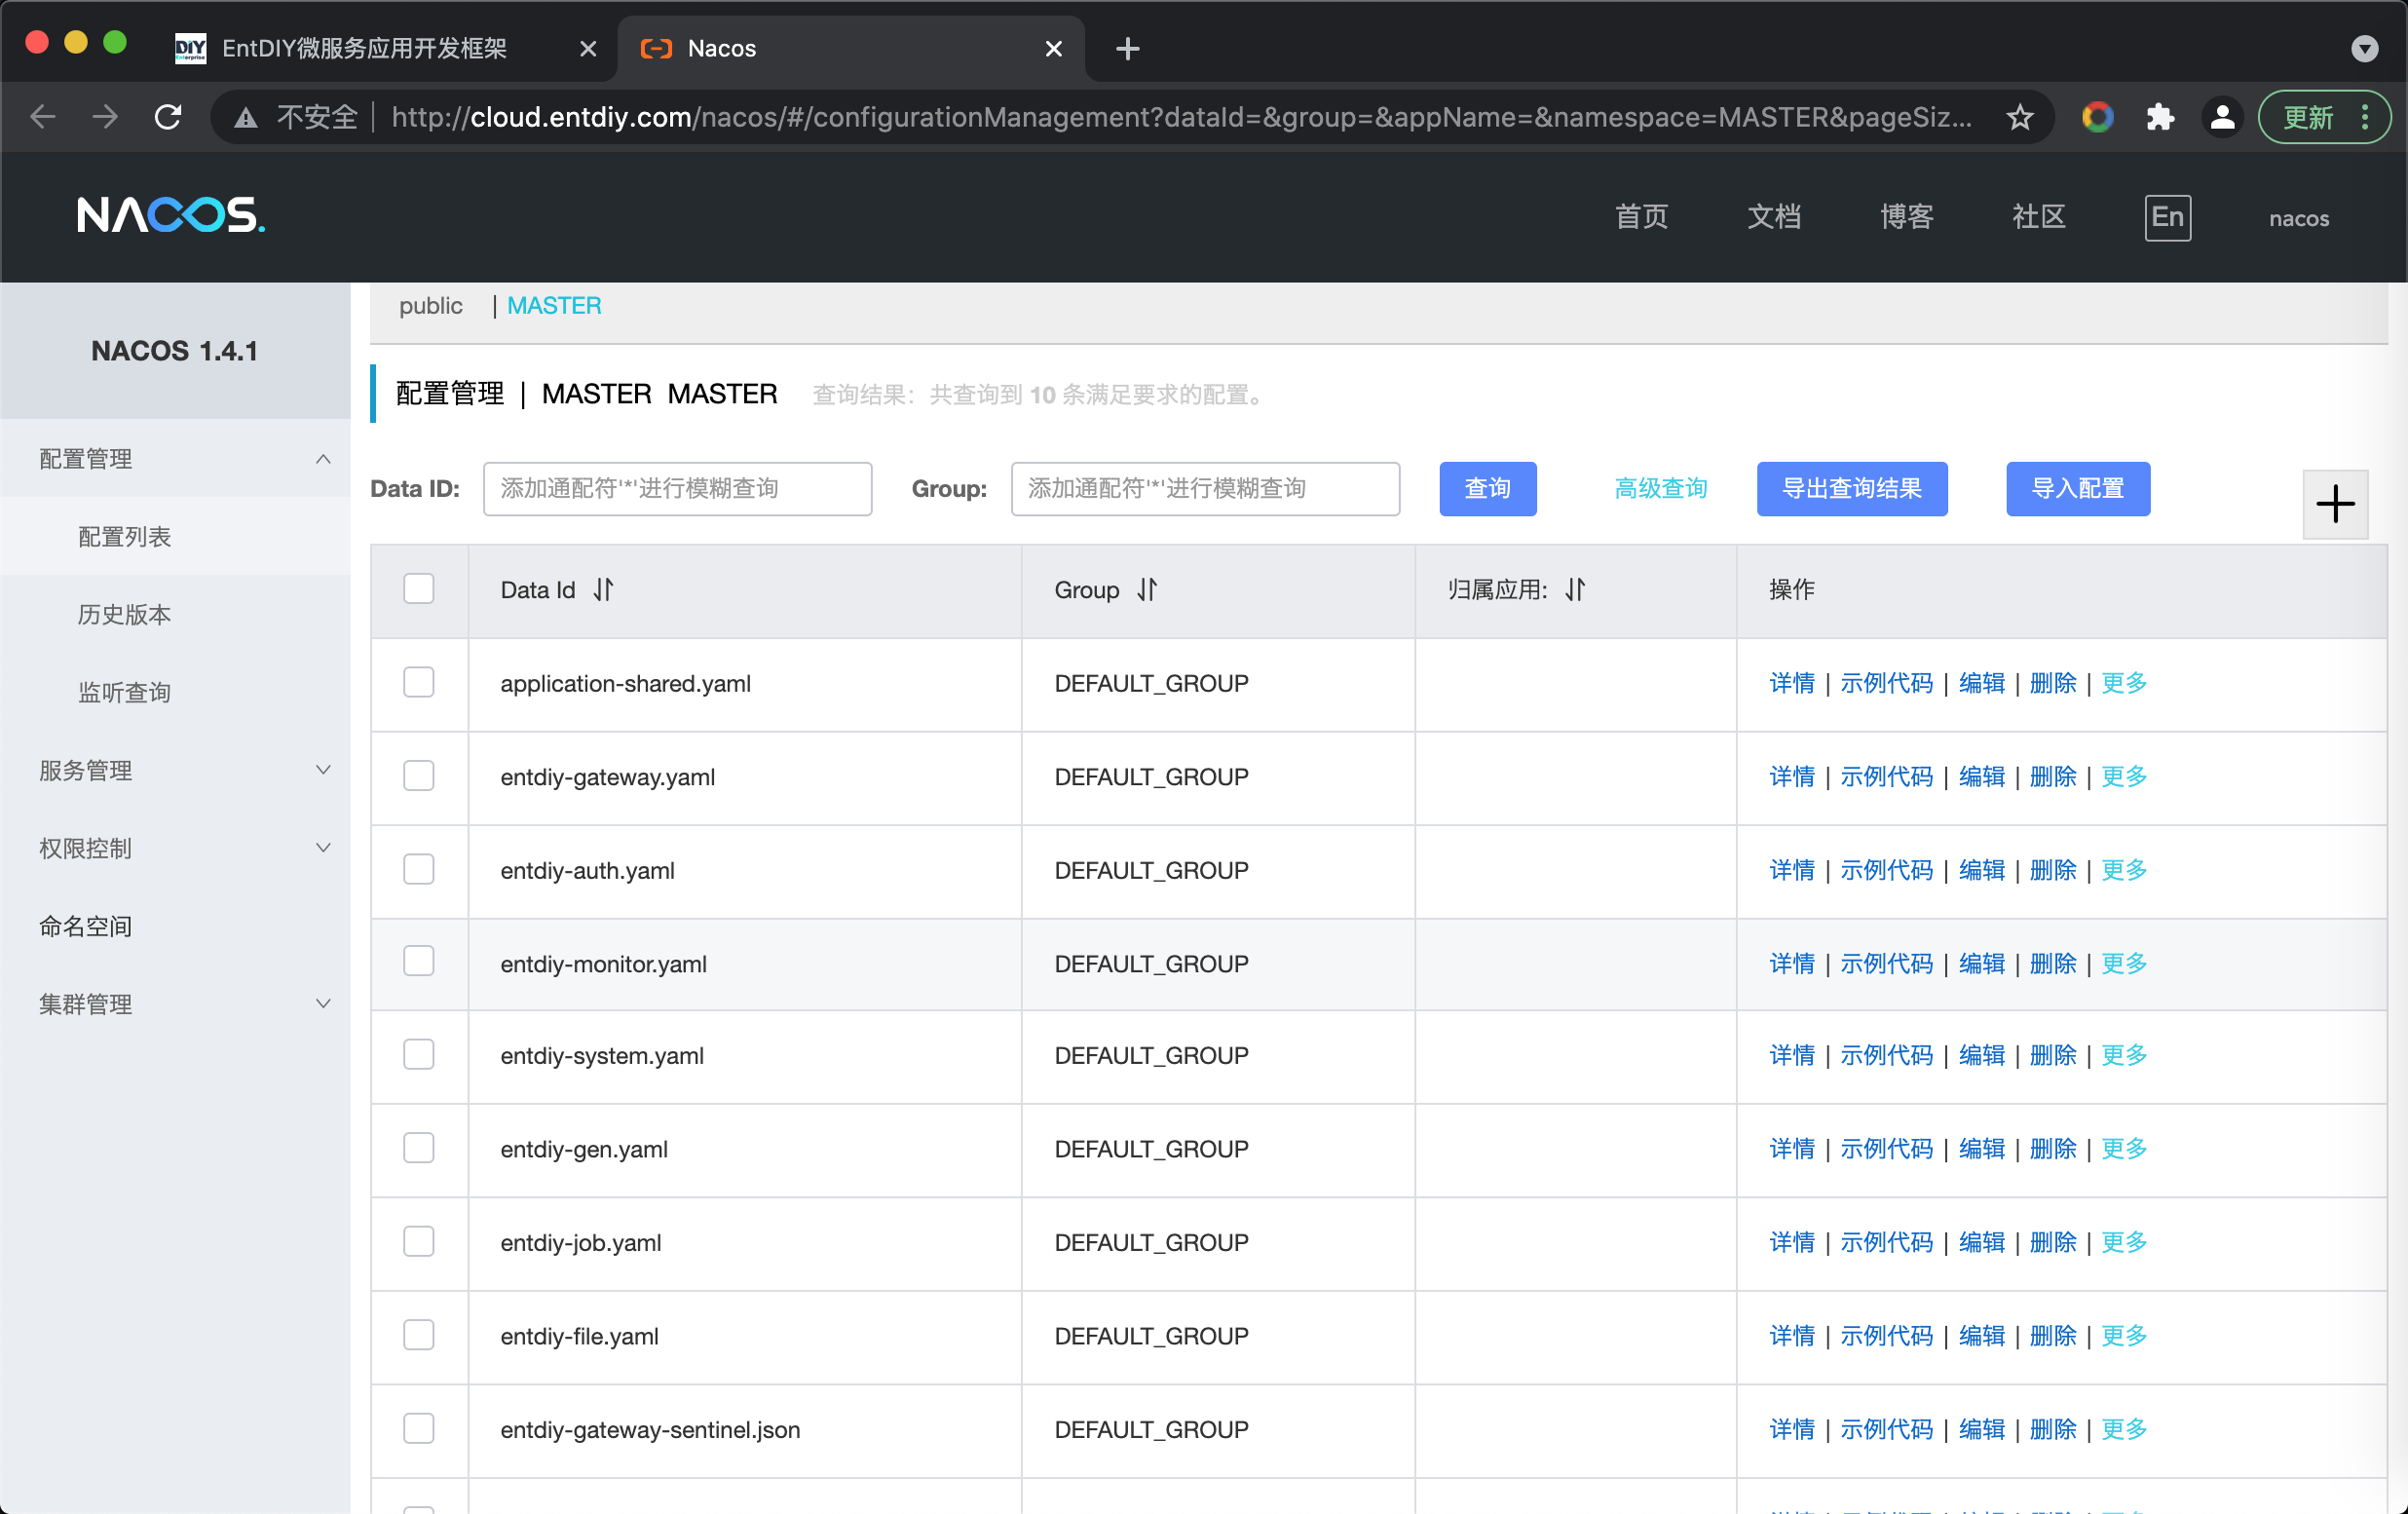 EntDIY微服务应用开发框架
Nacos
不安全 | http://cloud.entdiy.com/nacos/#/configurationManagement?dataId=&group=&appName=&namespace=MASTER&pageSiz...
更新
NACOS.
首页 文档 博客 社区 En nacos
NACOS 1.4.1
配置管理
配置列表
历史版本
监听查询
服务管理
权限控制
命名空间
集群管理
public | MASTER
配置管理 | MASTER MASTER 查询结果：共查询到 10 条满足要求的配置。
Data ID: 添加通配符'*'进行模糊查询 Group: 添加通配符'*'进行模糊查询 查询 高级查询 导出查询结果 导入配置
Data Id Group 归属应用: 操作
application-shared.yaml DEFAULT_GROUP 详情 | 示例代码 | 编辑 | 删除 | 更多
entdiy-gateway.yaml DEFAULT_GROUP 详情 | 示例代码 | 编辑 | 删除 | 更多
entdiy-auth.yaml DEFAULT_GROUP 详情 | 示例代码 | 编辑 | 删除 | 更多
entdiy-monitor.yaml DEFAULT_GROUP 详情 | 示例代码 | 编辑 | 删除 | 更多
entdiy-system.yaml DEFAULT_GROUP 详情 | 示例代码 | 编辑 | 删除 | 更多
entdiy-gen.yaml DEFAULT_GROUP 详情 | 示例代码 | 编辑 | 删除 | 更多
entdiy-job.yaml DEFAULT_GROUP 详情 | 示例代码 | 编辑 | 删除 | 更多
entdiy-file.yaml DEFAULT_GROUP 详情 | 示例代码 | 编辑 | 删除 | 更多
entdiy-gateway-sentinel.json DEFAULT_GROUP 详情 | 示例代码 | 编辑 | 删除 | 更多